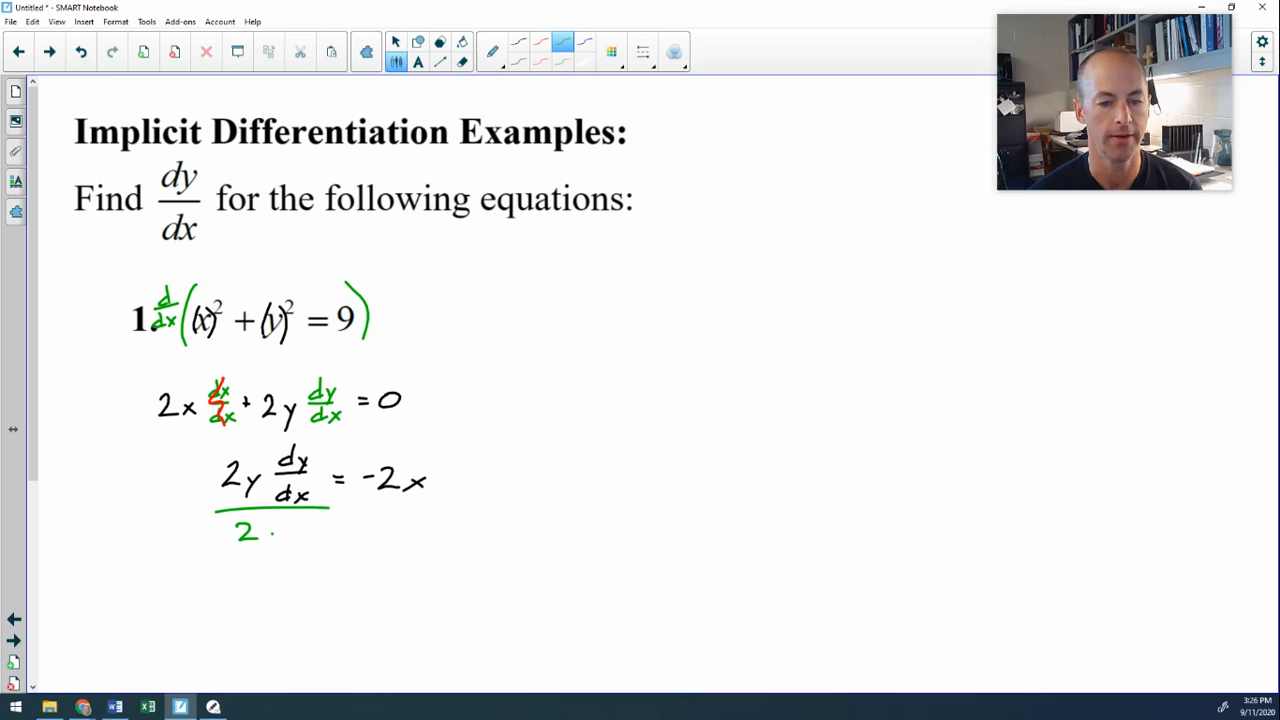 Untitled * - SMART Notebook
File Edit View Insert Format Tools Add-ons Account Help
Implicit Differentiation Examples:
Find dy/dx for the following equations:
1. d/dx ((x)² + (y)² = 9)
2x dx/dx + 2y dy/dx = 0
2y dy/dx = -2x
2
3:26 PM
9/11/2020